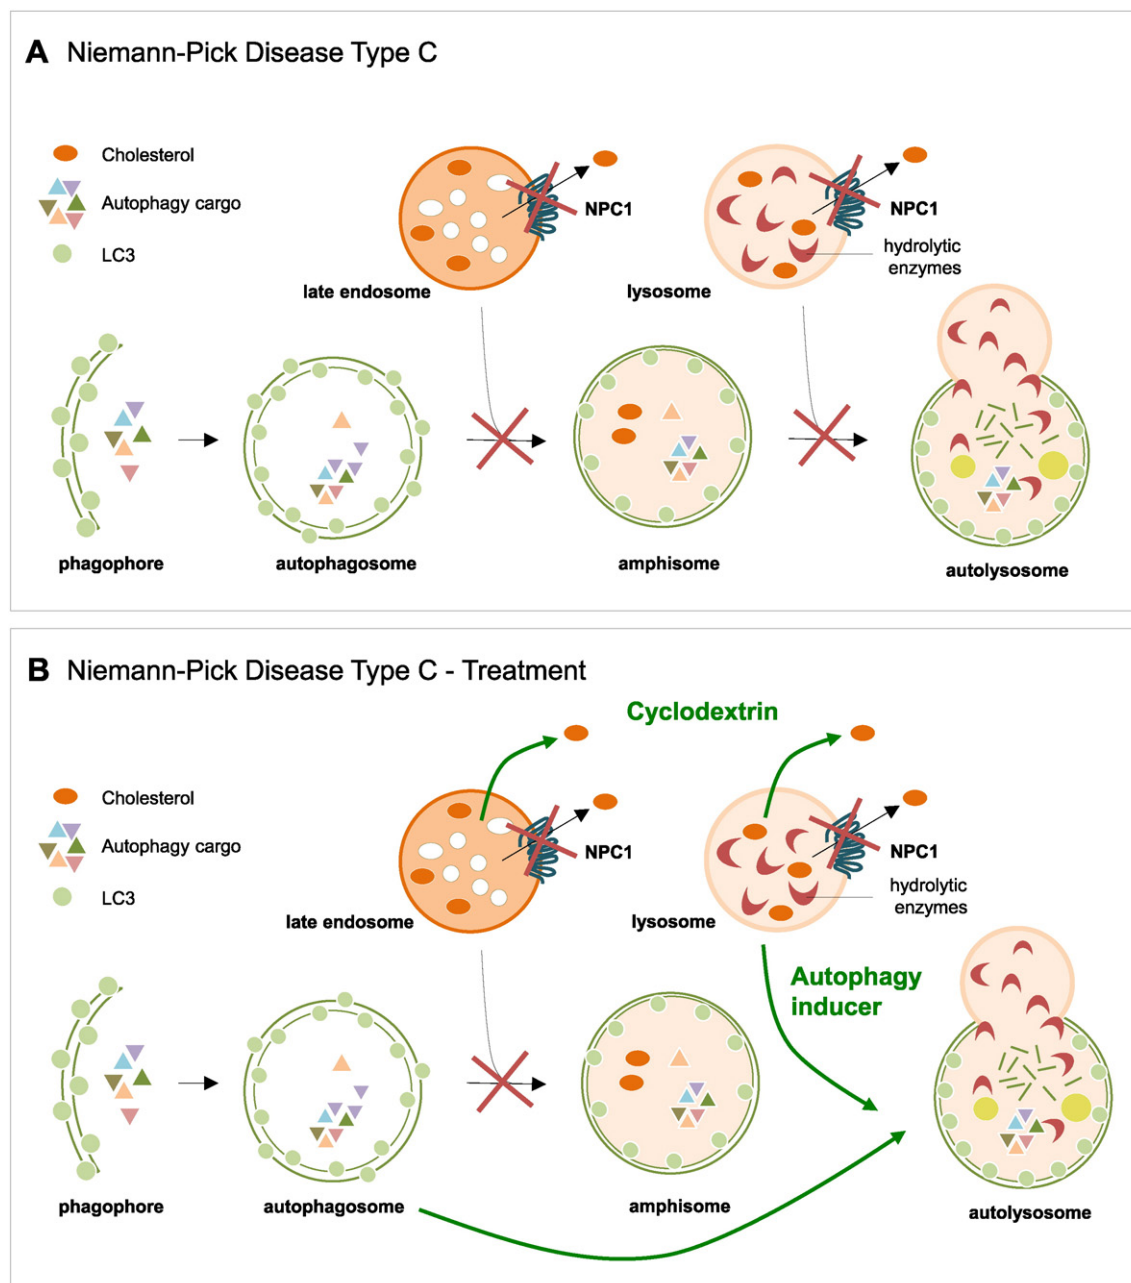 A Niemann-Pick Disease Type C
Cholesterol
Autophagy cargo
LC3
NPC1
late endosome
NPC1
hydrolytic
enzymes
lysosome
phagophore
autophagosome
amphisome
autolysosome
B Niemann-Pick Disease Type C - Treatment
Cyclodextrin
Cholesterol
Autophagy cargo
LC3
NPC1
late endosome
NPC1
hydrolytic
enzymes
lysosome
Autophagy
inducer
phagophore
autophagosome
amphisome
autolysosome